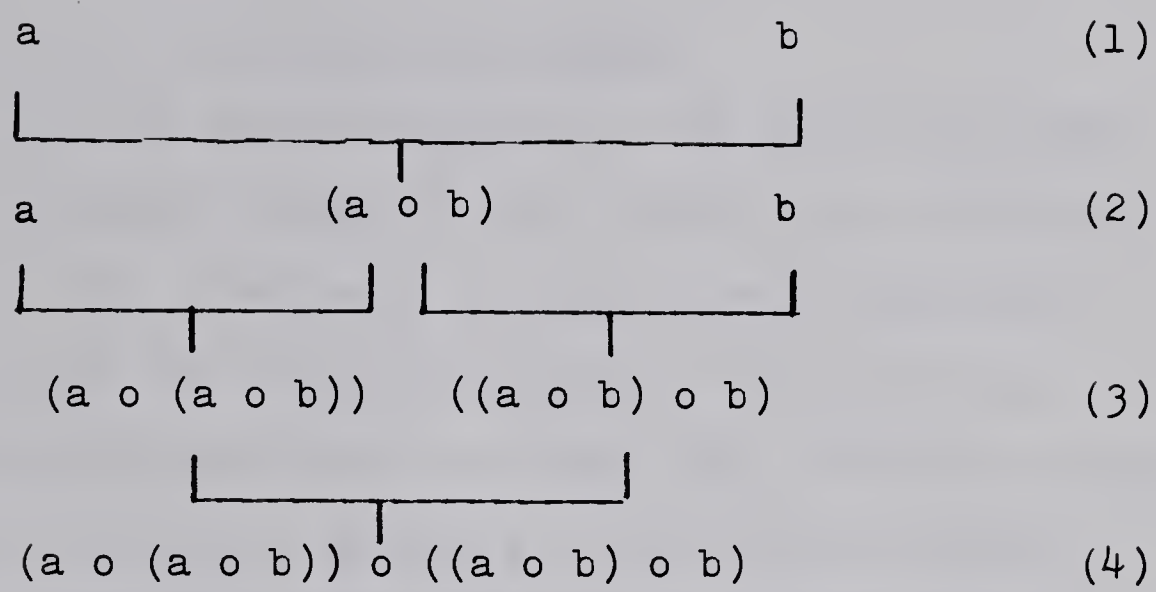 a b (1)
a (a o b) b (2)
(a o (a o b)) ((a o b) o b) (3)
(a o (a o b)) o ((a o b) o b) (4)